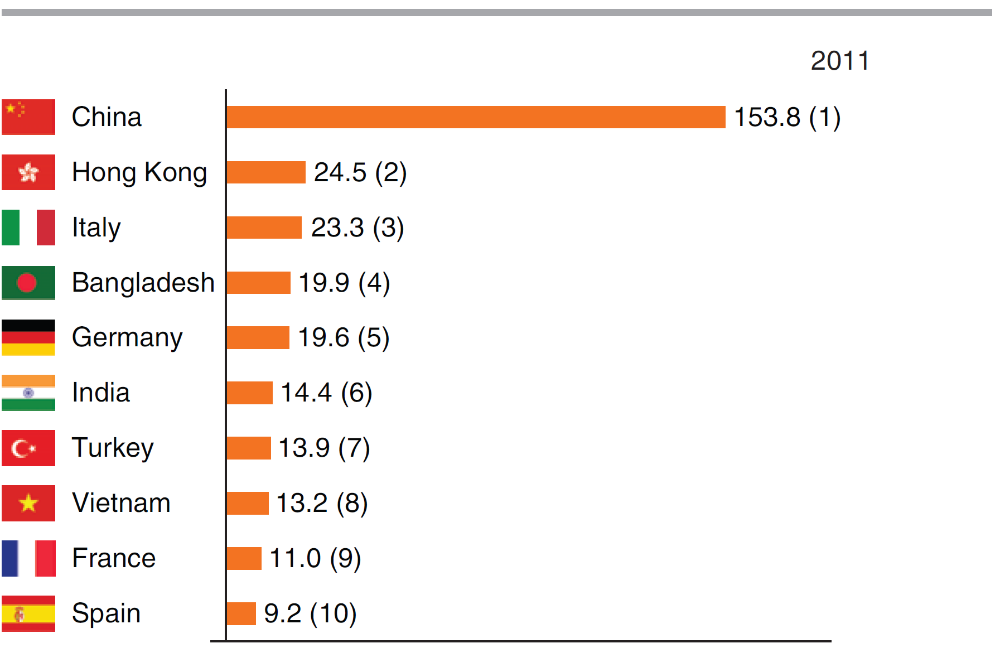 2011
China 153.8 (1)
Hong Kong 24.5 (2)
Italy 23.3 (3)
Bangladesh 19.9 (4)
Germany 19.6 (5)
India 14.4 (6)
Turkey 13.9 (7)
Vietnam 13.2 (8)
France 11.0 (9)
Spain 9.2 (10)